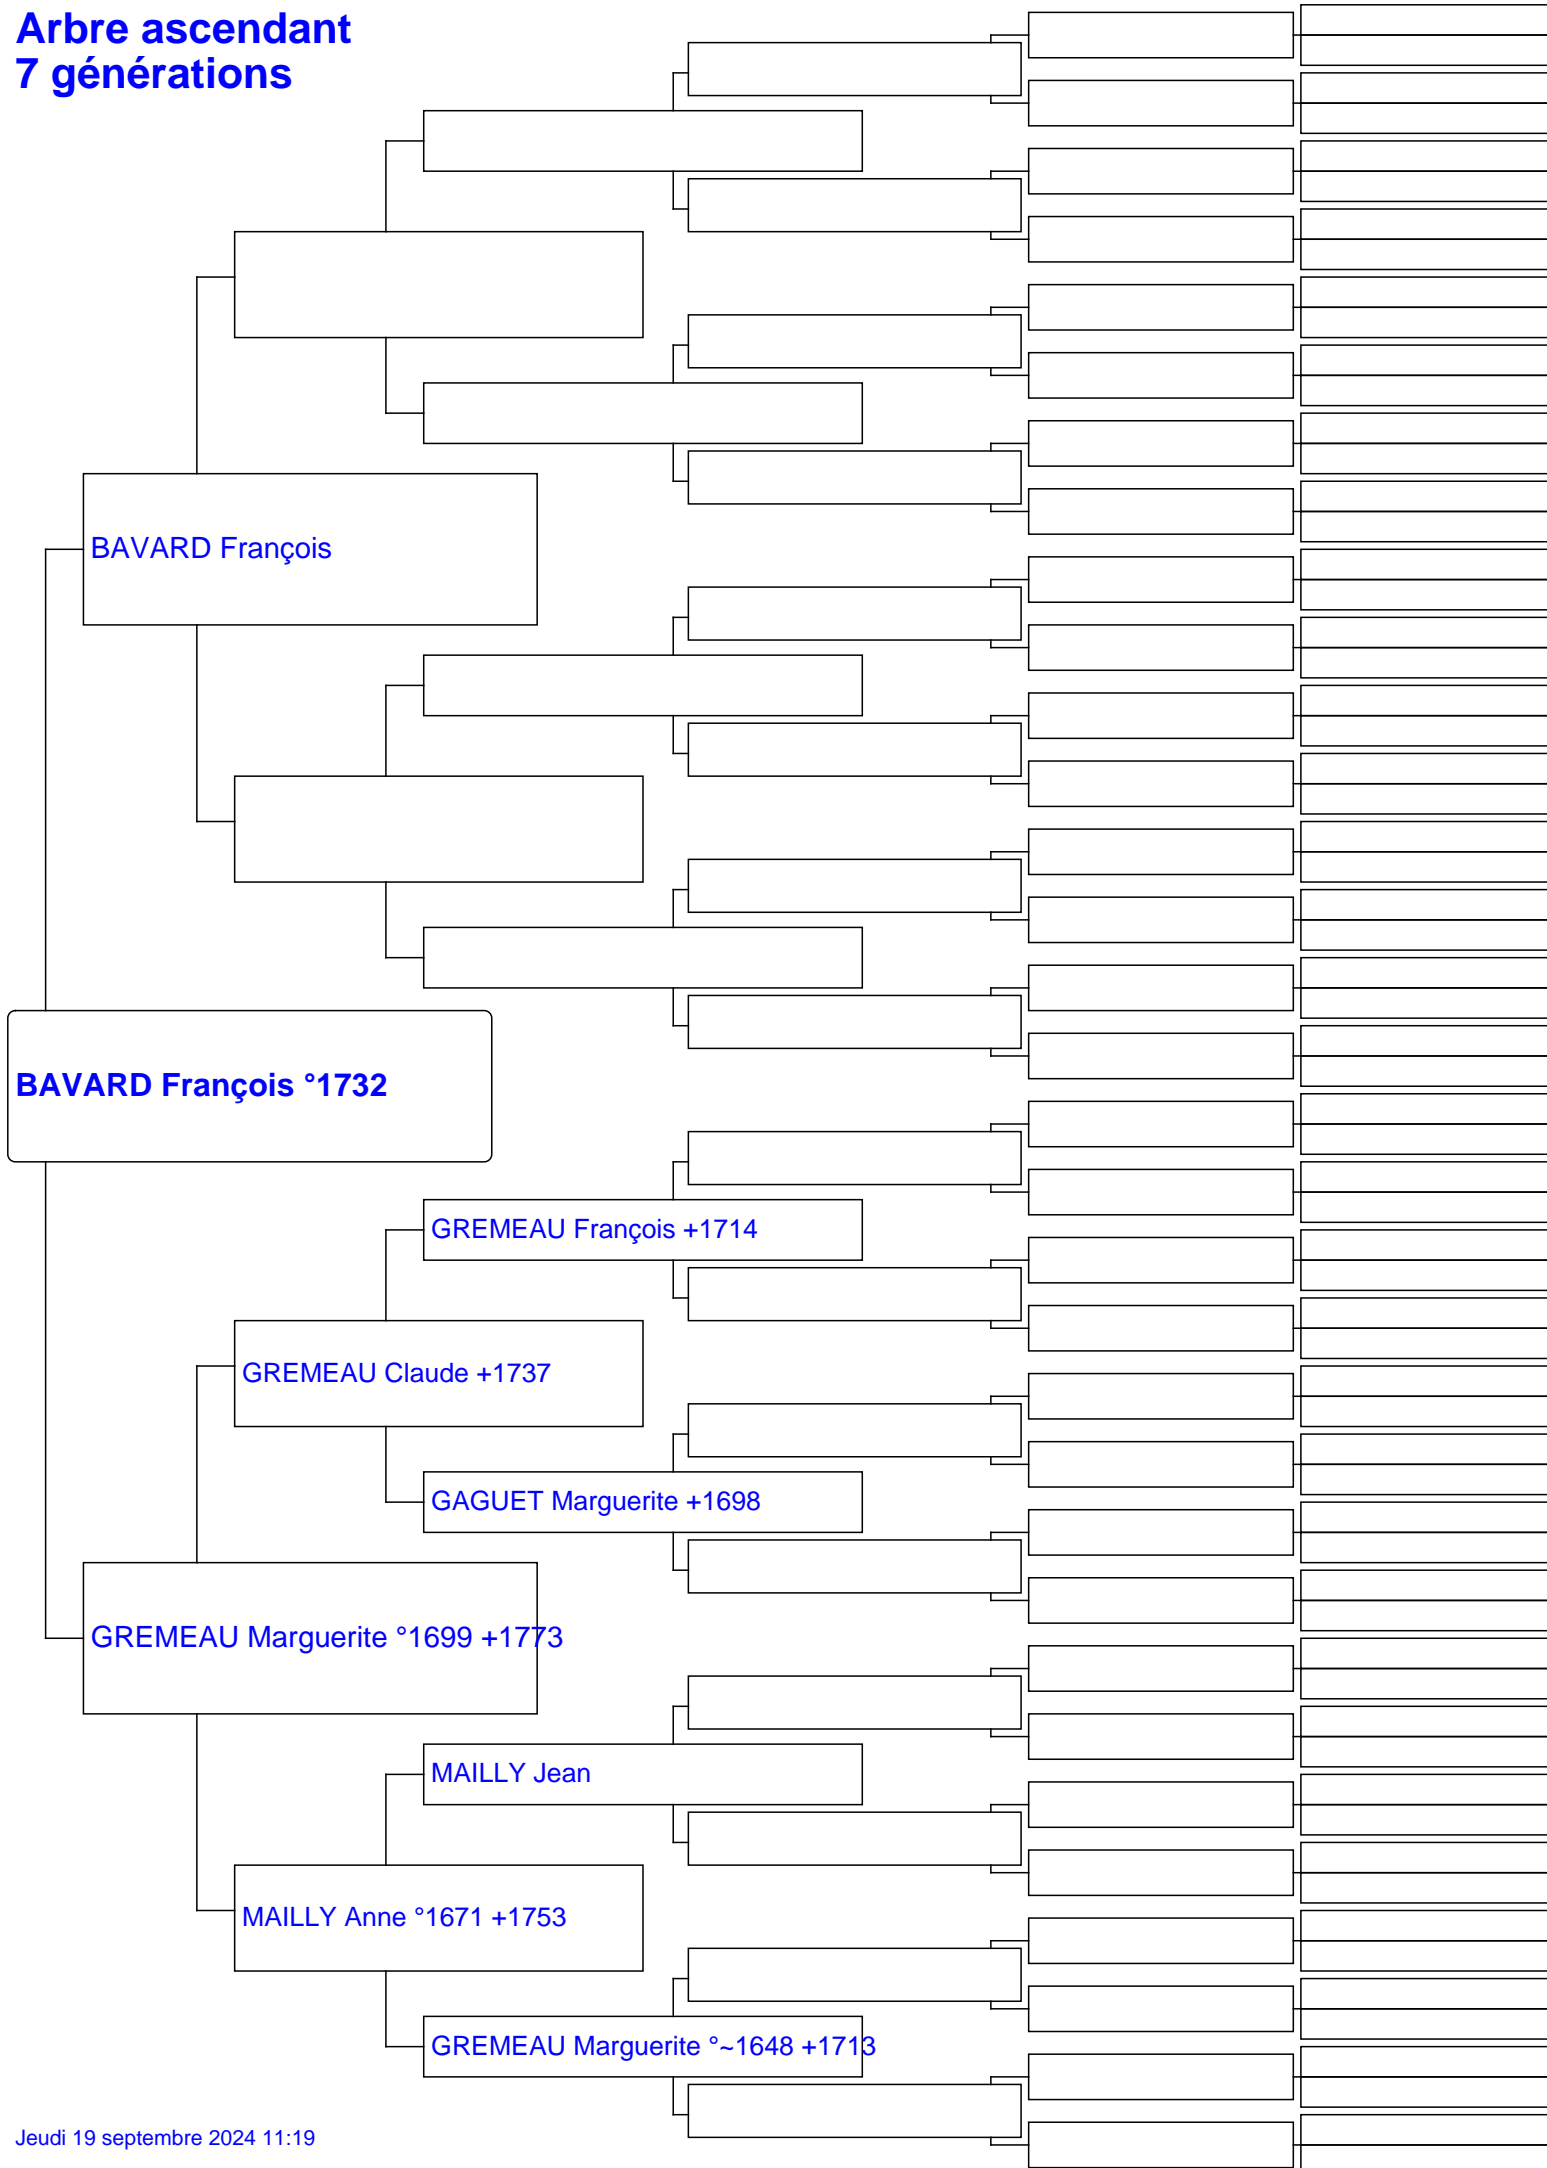 Arbre ascendant
7 générations
BAVARD François
BAVARD François °1732
GREMEAU François +1714
GREMEAU Claude +1737
GAGUET Marguerite +1698
GREMEAU Marguerite °1699 +1773
MAILLY Jean
MAILLY Anne °1671 +1753
GREMEAU Marguerite °~1648 +1713
Jeudi 19 septembre 2024 11:19